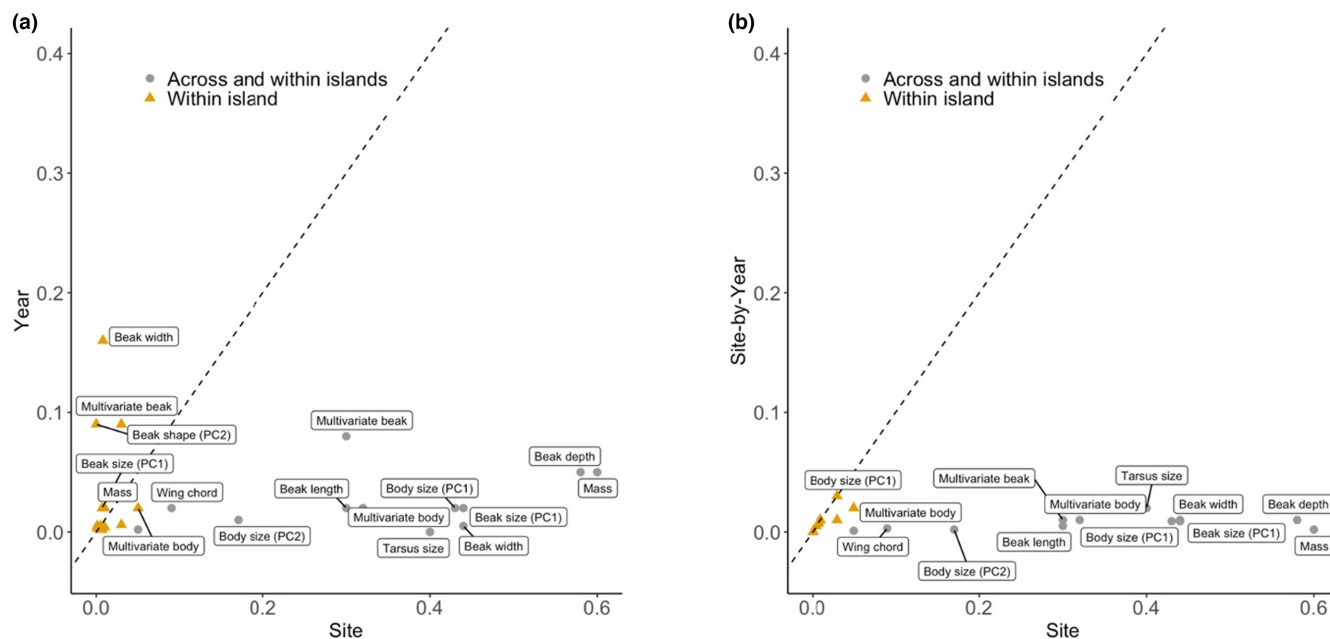 (a)
0.4
0.3
0.2
0.1
0.0
Year
Across and within islands
Within island
Beak width
Multivariate beak
Beak shape (PC2)
Beak size (PC1)
Mass
Wing chord
Multivariate body
Body size (PC2)
Multivariate beak
Beak length
Body size (PC1)
Multivariate body
Beak size (PC1)
Tarsus size
Beak width
Beak depth
Mass
0.0 0.2 0.4 0.6
Site
(b)
0.4
0.3
0.2
0.1
0.0
Site-by-Year
Across and within islands
Within island
Body size (PC1)
Multivariate body
Wing chord
Body size (PC2)
Multivariate beak
Tarsus size
Multivariate body
Beak width
Beak depth
Beak length
Body size (PC1)
Beak size (PC1)
Mass
0.0 0.2 0.4 0.6
Site